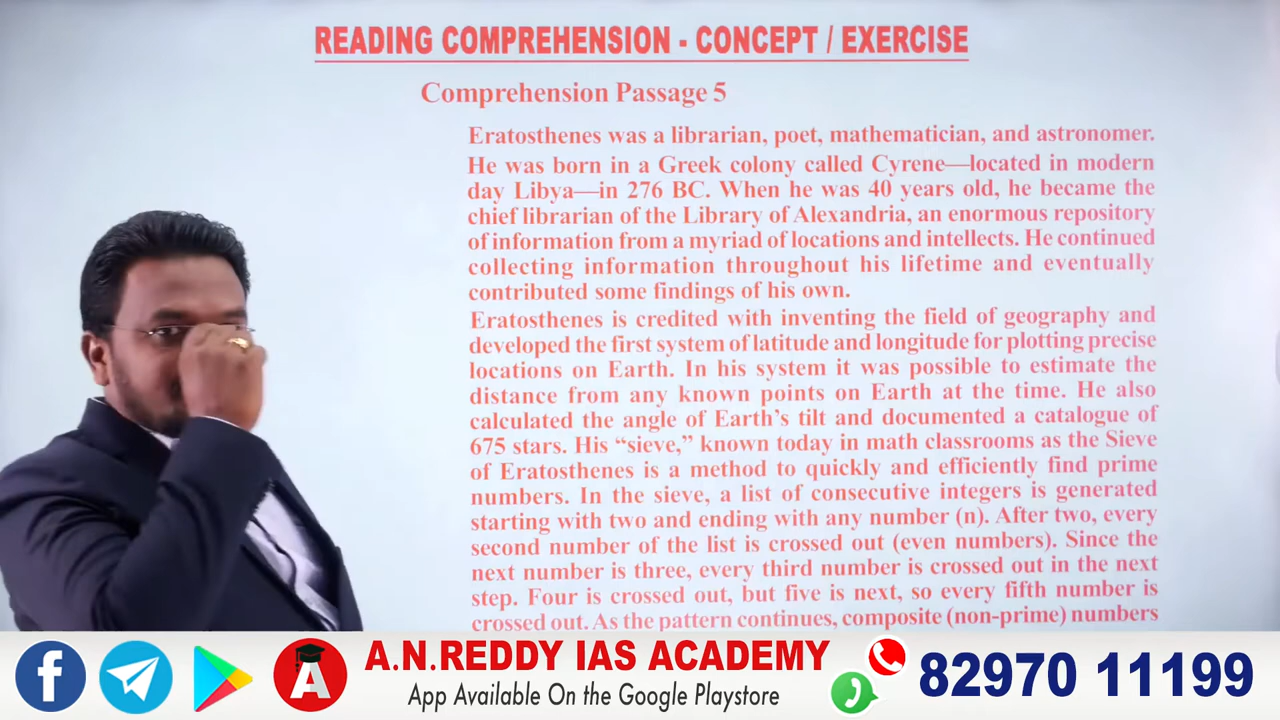 READING COMPREHENSION - CONCEPT / EXERCISE
Comprehension Passage 5
Eratosthenes was a librarian, poet, mathematician, and astronomer.
He was born in a Greek colony called Cyrene—located in modern
day Libya—in 276 BC. When he was 40 years old, he became the
chief librarian of the Library of Alexandria, an enormous repository
of information from a myriad of locations and intellects. He continued
collecting information throughout his lifetime and eventually
contributed some findings of his own.
Eratosthenes is credited with inventing the field of geography and
developed the first system of latitude and longitude for plotting precise
locations on Earth. In his system it was possible to estimate the
distance from any known points on Earth at the time. He also
calculated the angle of Earth's tilt and documented a catalogue of
675 stars. His “sieve,” known today in math classrooms as the Sieve
of Eratosthenes is a method to quickly and efficiently find prime
numbers. In the sieve, a list of consecutive integers is generated
starting with two and ending with any number (n). After two, every
second number of the list is crossed out (even numbers). Since the
next number is three, every third number is crossed out in the next
step. Four is crossed out, but five is next, so every fifth number is
crossed out. As the pattern continues, composite (non-prime) numbers
A.N.REDDY IAS ACADEMY
App Available On the Google Playstore
82970 11199